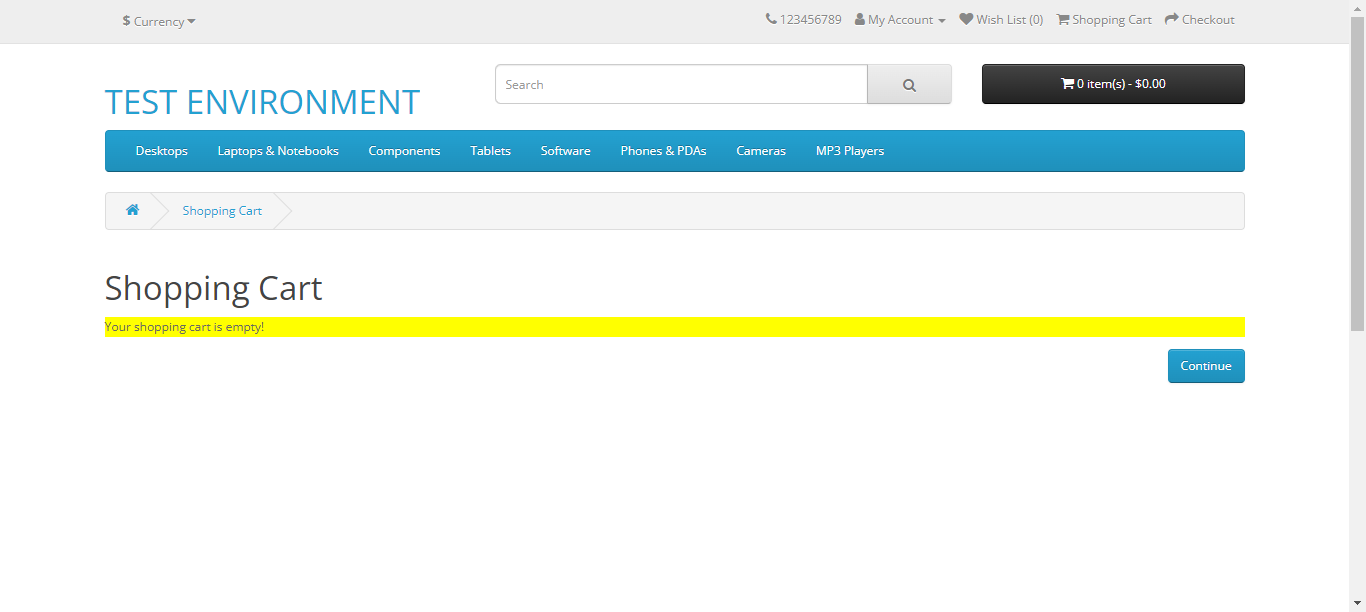 $ Currency
123456789 My Account Wish List (0) Shopping Cart Checkout
TEST ENVIRONMENT
Search
0 item(s) - $0.00
Desktops Laptops & Notebooks Components Tablets Software Phones & PDAs Cameras MP3 Players
Shopping Cart
Shopping Cart
Your shopping cart is empty!
Continue